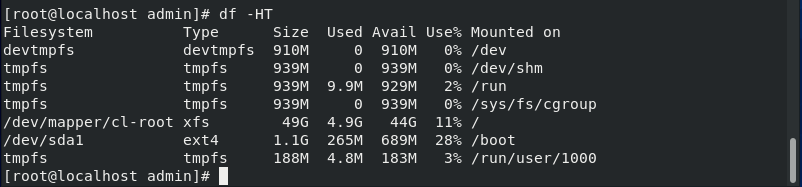 [root@localhost admin]# df -HT
Filesystem          Type      Size  Used Avail Use% Mounted on
devtmpfs            devtmpfs  910M     0  910M   0% /dev
tmpfs               tmpfs     939M     0  939M   0% /dev/shm
tmpfs               tmpfs     939M  9.9M  929M   2% /run
tmpfs               tmpfs     939M     0  939M   0% /sys/fs/cgroup
/dev/mapper/cl-root xfs        49G  4.9G   44G  11% /
/dev/sda1           ext4      1.1G  265M  689M  28% /boot
tmpfs               tmpfs     188M  4.8M  183M   3% /run/user/1000
[root@localhost admin]#